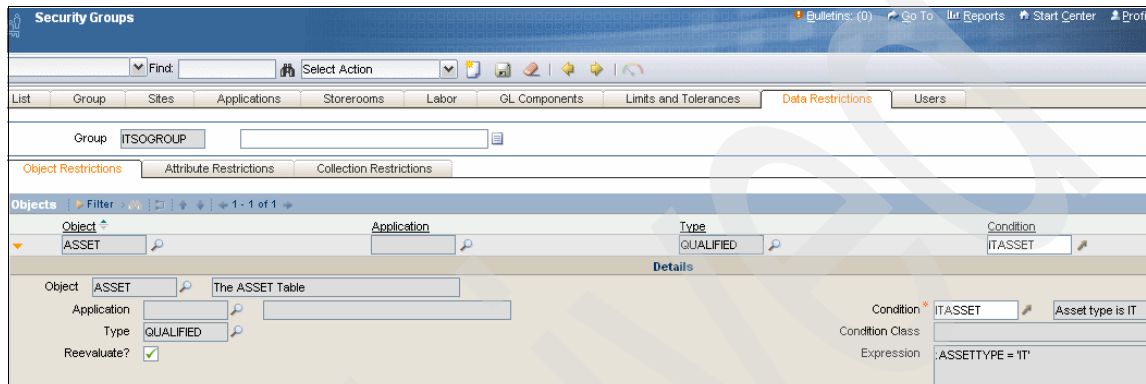 Security Groups Bulletins: (0) Go To Reports Start Center Profi
Find: Select Action
List Group Sites Applications Storerooms Labor GL Components Limits and Tolerances Data Restrictions Users
Group ITSOGROUP
Object Restrictions Attribute Restrictions Collection Restrictions
Objects Filter 1 - 1 of 1
Object Application Type Condition
ASSET QUALIFIED ITASSET
Details
Object ASSET The ASSET Table
Application Condition * ITASSET Asset type is IT
Type QUALIFIED Condition Class
Reevaluate? Expression :ASSETTYPE = 'IT'